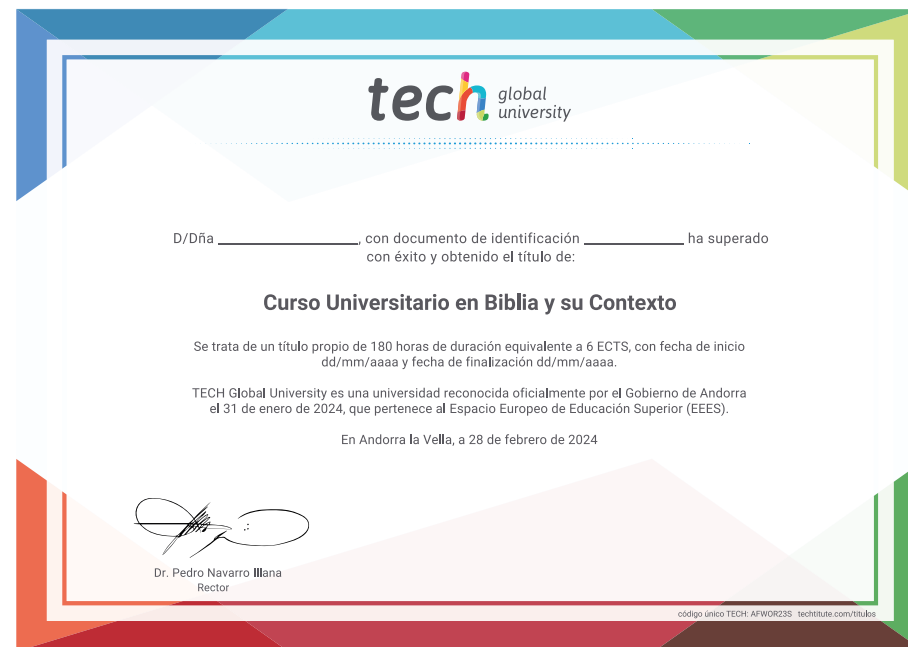 tech global university
D/Dña ____________________, con documento de identificación ______________ ha superado
con éxito y obtenido el título de:
Curso Universitario en Biblia y su Contexto
Se trata de un título propio de 180 horas de duración equivalente a 6 ECTS, con fecha de inicio
dd/mm/aaaa y fecha de finalización dd/mm/aaaa.
TECH Global University es una universidad reconocida oficialmente por el Gobierno de Andorra
el 31 de enero de 2024, que pertenece al Espacio Europeo de Educación Superior (EEES).
En Andorra la Vella, a 28 de febrero de 2024
Dr. Pedro Navarro Illana
Rector
código único TECH: AFWOR23S techtitute.com/titulos